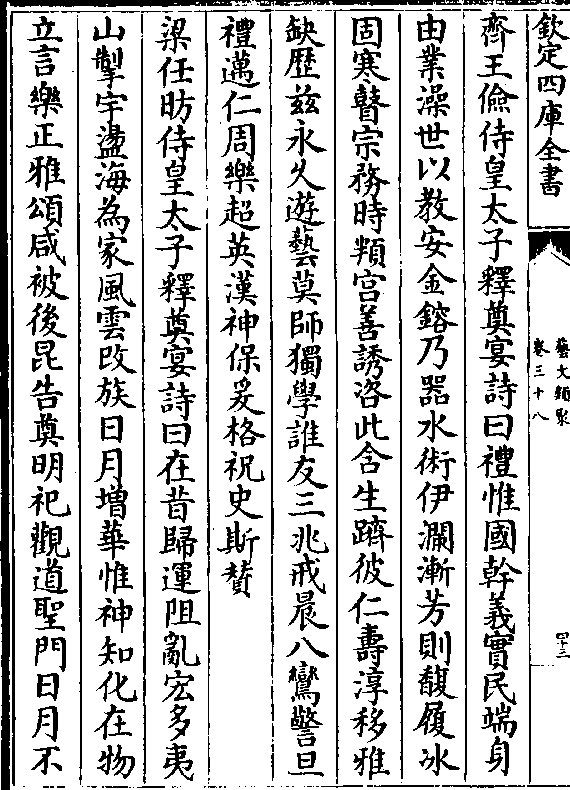 欽定四庫全書
藝文類聚
卷三十八
四十三
齊王儉侍皇太子釋奠宴詩曰禮惟國幹義實民端身
由業澡世以教安金鎔乃器水術伊瀾漸芳則馥履冰
固寒瞽宗務時頖宮善誘洛此含生躋彼仁壽淳移雅
缺歷茲永久遊藝莫師獨學誰友三兆戒晨八鸞警旦
禮邁仁周樂超英漢神保爰格祝史斯贊
梁任昉侍皇太子釋奠宴詩曰在昔歸運阻亂宏多夷
山掣宇盪海為家風雲改族日月增華惟神知化在物
立言樂正雅頌咸被後昆告奠明祀觀道聖門日月不